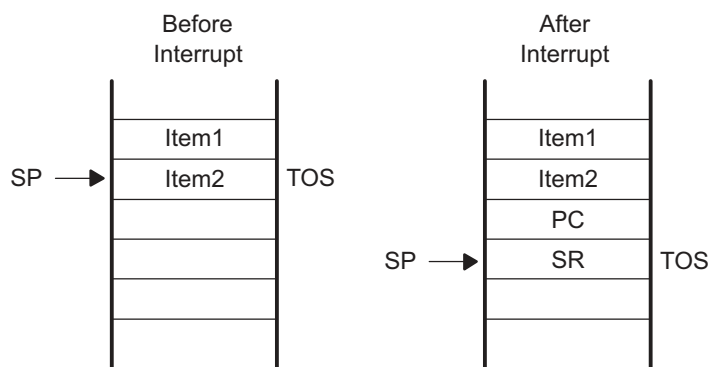 Before
Interrupt
Item1
SP
Item2
TOS
After
Interrupt
Item1
Item2
PC
SP
SR
TOS